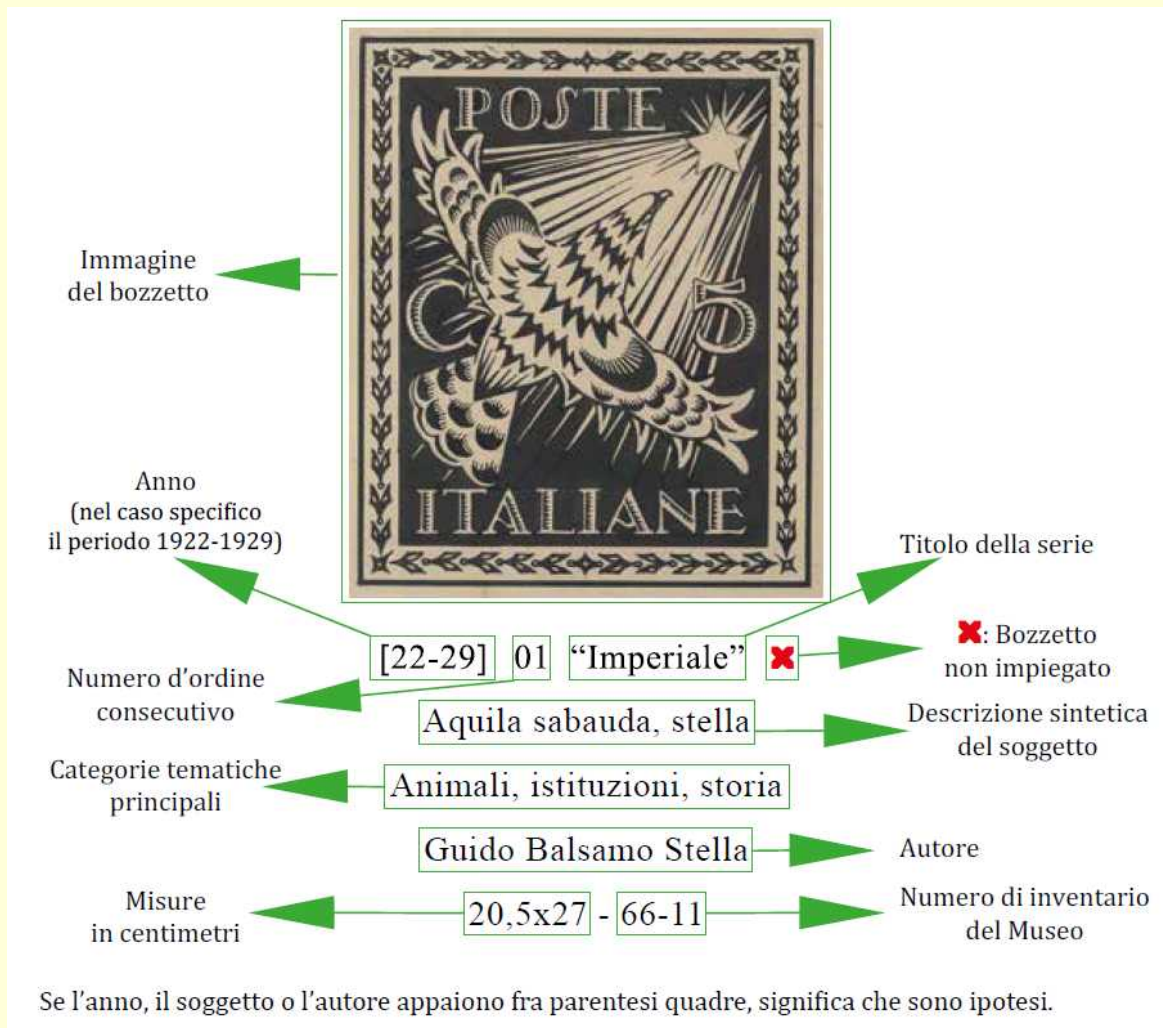 POSTE
C 5
ITALIANE
Immagine
del bozzetto
Anno
(nel caso specifico
il periodo 1922-1929)
Titolo della serie
[22-29] 01 “Imperiale” ✖
✖: Bozzetto
non impiegato
Numero d’ordine
consecutivo
Aquila sabauda, stella
Descrizione sintetica
del soggetto
Categorie tematiche
principali
Animali, istituzioni, storia
Guido Balsamo Stella
Autore
Misure
in centimetri
20,5x27 - 66-11
Numero di inventario
del Museo
Se l’anno, il soggetto o l’autore appaiono fra parentesi quadre, significa che sono ipotesi.